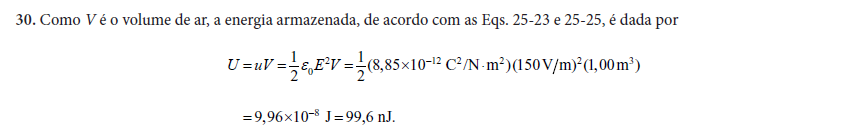 30. Como V é o volume de ar, a energia armazenada, de acordo com as Eqs. 25-23 e 25-25, é dada por
U = uV = \frac{1}{2}ε₀E²V = \frac{1}{2}(8,85×10⁻¹² C²/N·m²)(150 V/m)²(1,00 m³)
= 9,96×10⁻⁸ J = 99,6 nJ.